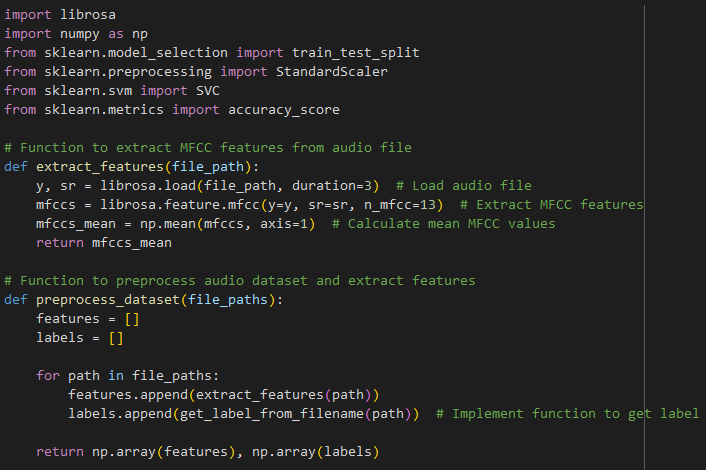 import librosa
import numpy as np
from sklearn.model_selection import train_test_split
from sklearn.preprocessing import StandardScaler
from sklearn.svm import SVC
from sklearn.metrics import accuracy_score

# Function to extract MFCC features from audio file
def extract_features(file_path):
    y, sr = librosa.load(file_path, duration=3)  # Load audio file
    mfccs = librosa.feature.mfcc(y=y, sr=sr, n_mfcc=13)  # Extract MFCC features
    mfccs_mean = np.mean(mfccs, axis=1)  # Calculate mean MFCC values
    return mfccs_mean

# Function to preprocess audio dataset and extract features
def preprocess_dataset(file_paths):
    features = []
    labels = []

    for path in file_paths:
        features.append(extract_features(path))
        labels.append(get_label_from_filename(path))  # Implement function to get label

    return np.array(features), np.array(labels)